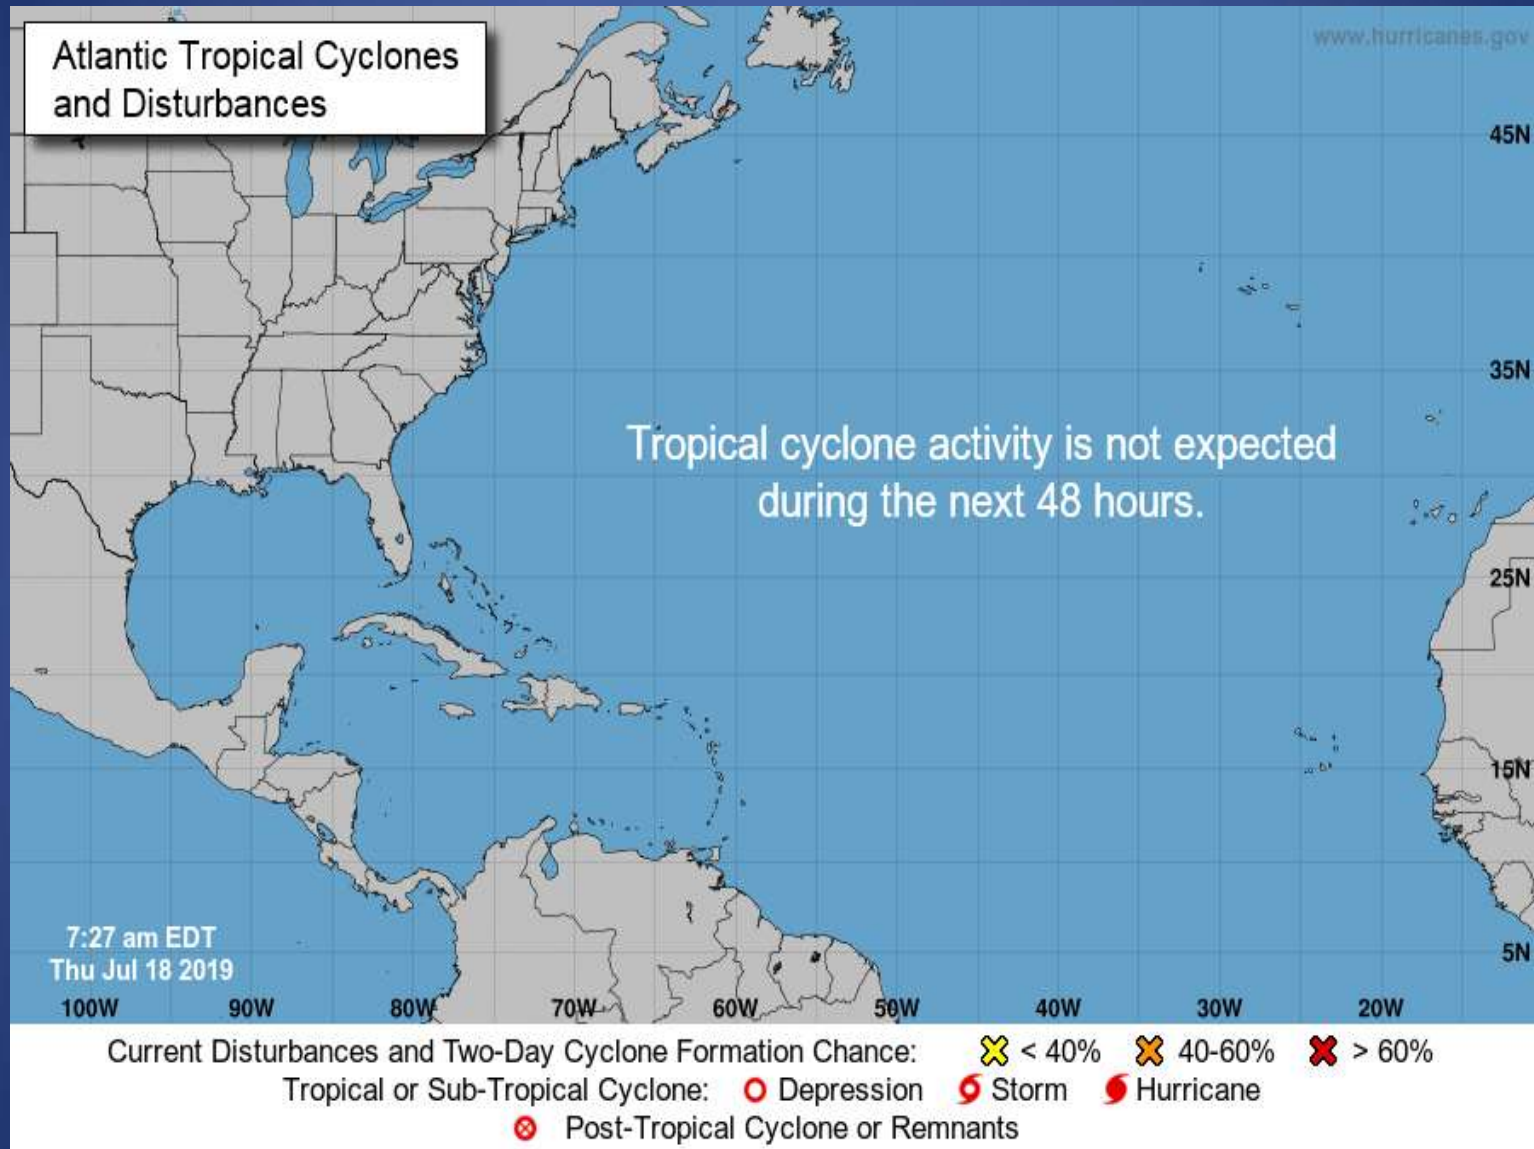 Atlantic Tropical Cyclones
and Disturbances
www.hurricanes.gov
45N
35N
Tropical cyclone activity is not expected
during the next 48 hours.
25N
15N
7:27 am EDT
Thu Jul 18 2019
5N
100W 90W 80W 70W 60W 50W 40W 30W 20W
Current Disturbances and Two-Day Cyclone Formation Chance: < 40% 40-60% > 60%
Tropical or Sub-Tropical Cyclone: Depression Storm Hurricane
Post-Tropical Cyclone or Remnants